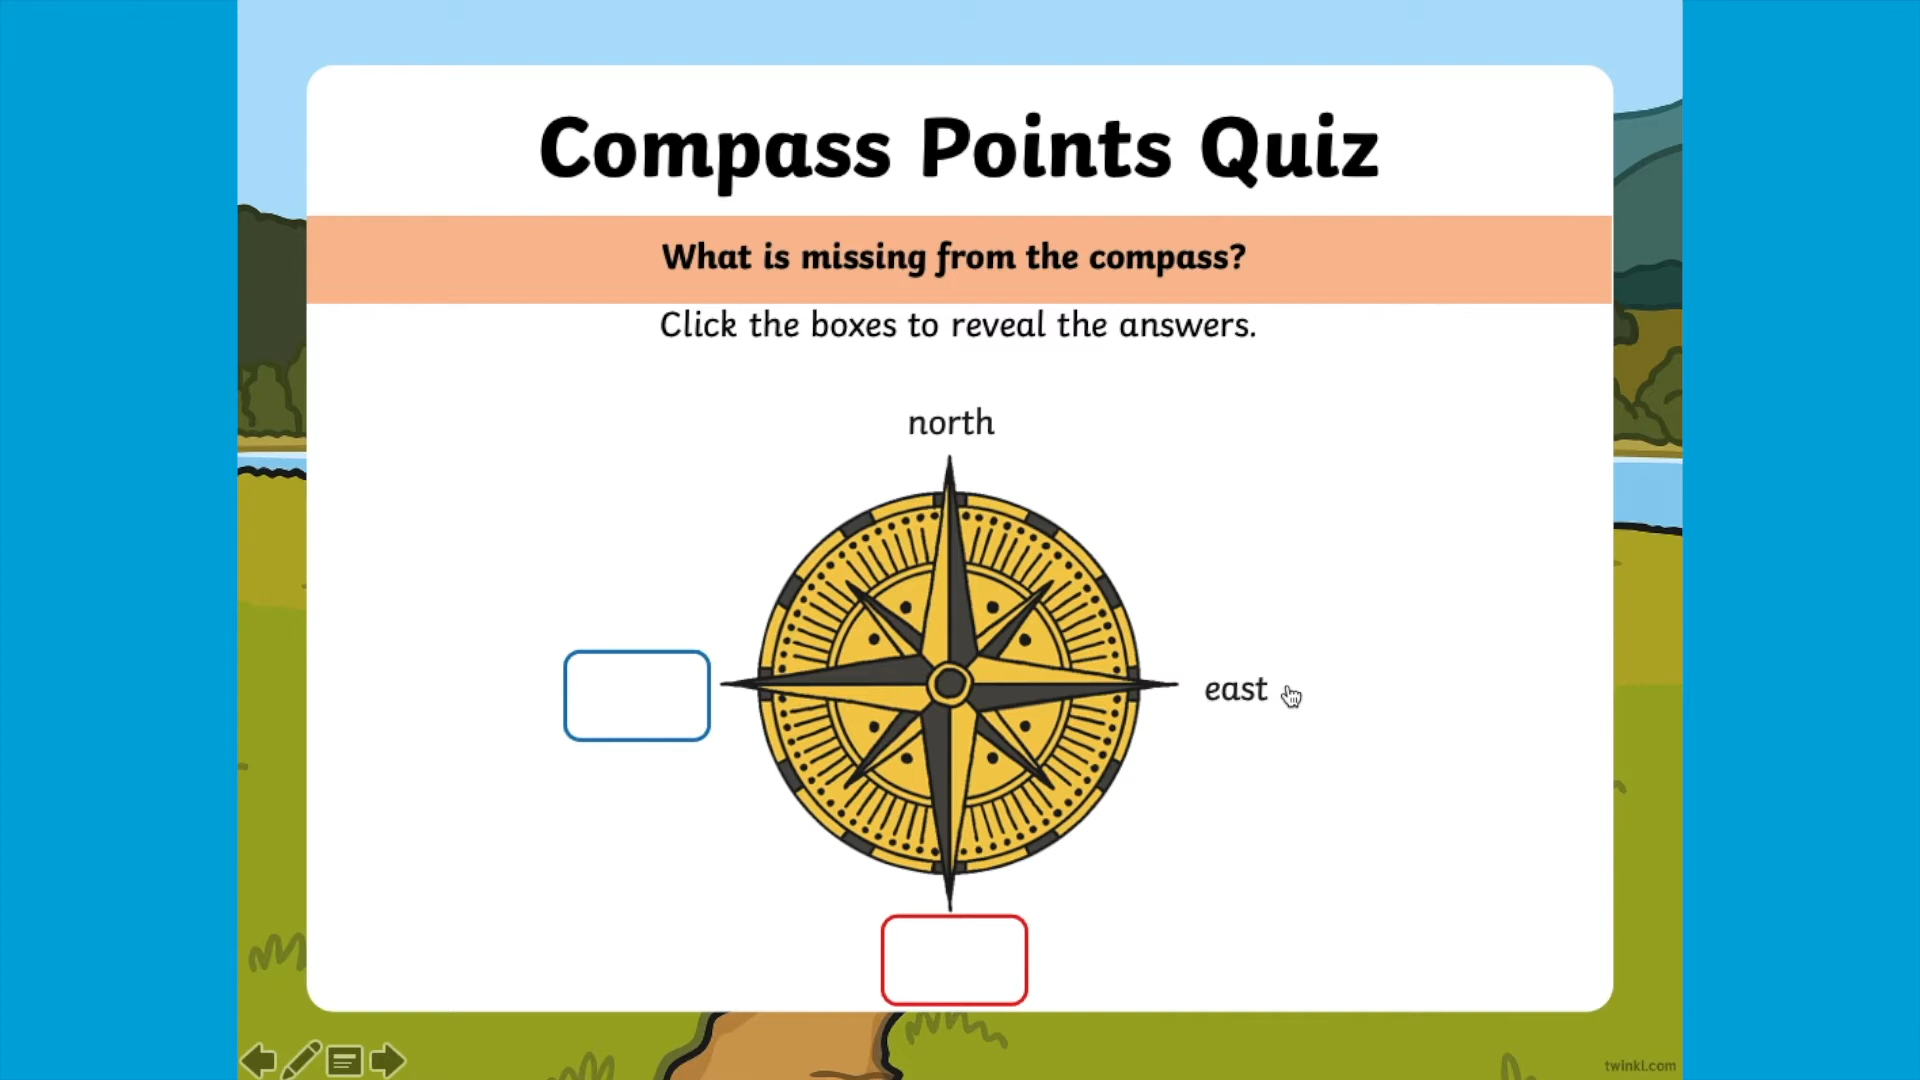 Compass Points Quiz
What is missing from the compass?
Click the boxes to reveal the answers.
north
east
twinkl.com